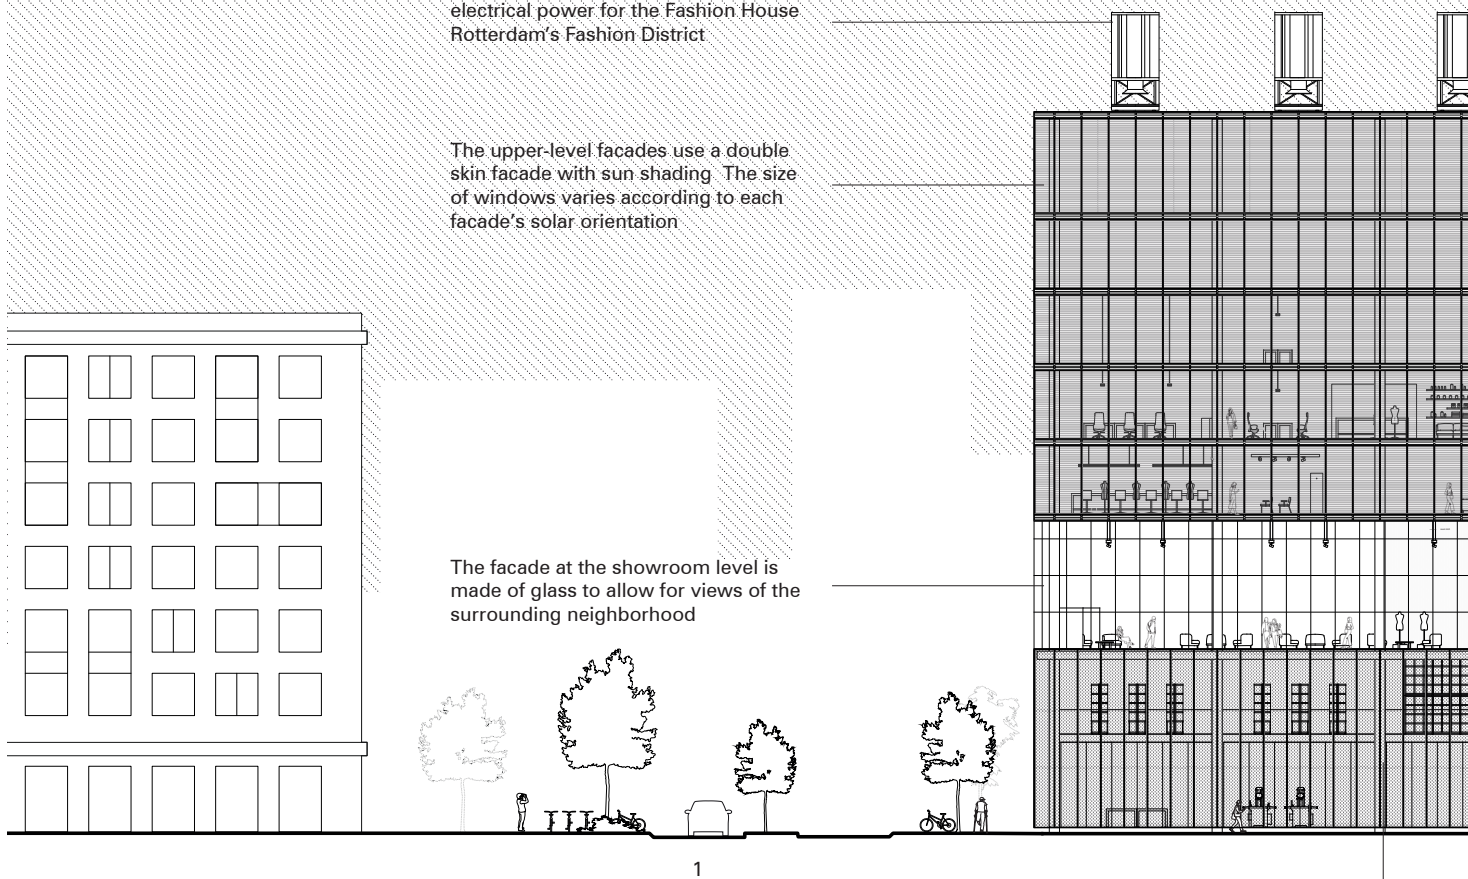 electrical power for the Fashion House
Rotterdam’s Fashion District
The upper-level facades use a double
skin facade with sun shading The size
of windows varies according to each
facade’s solar orientation
The facade at the showroom level is
made of glass to allow for views of the
surrounding neighborhood
1